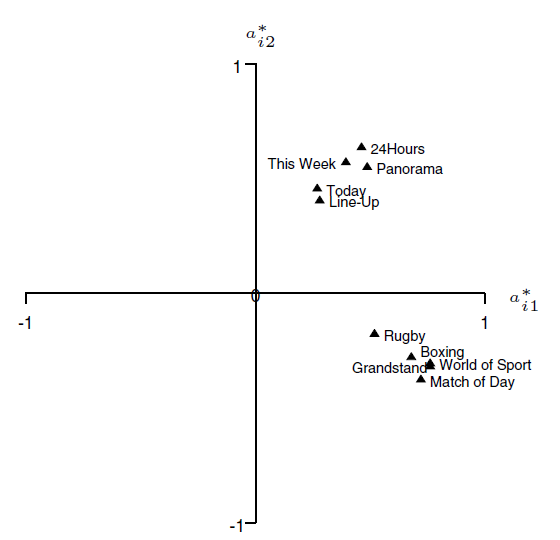 a*i2
1
24Hours
This Week
Panorama
Today
Line-Up
0
-1
1
a*i1
Rugby
Boxing
World of Sport
Grandstand
Match of Day
-1